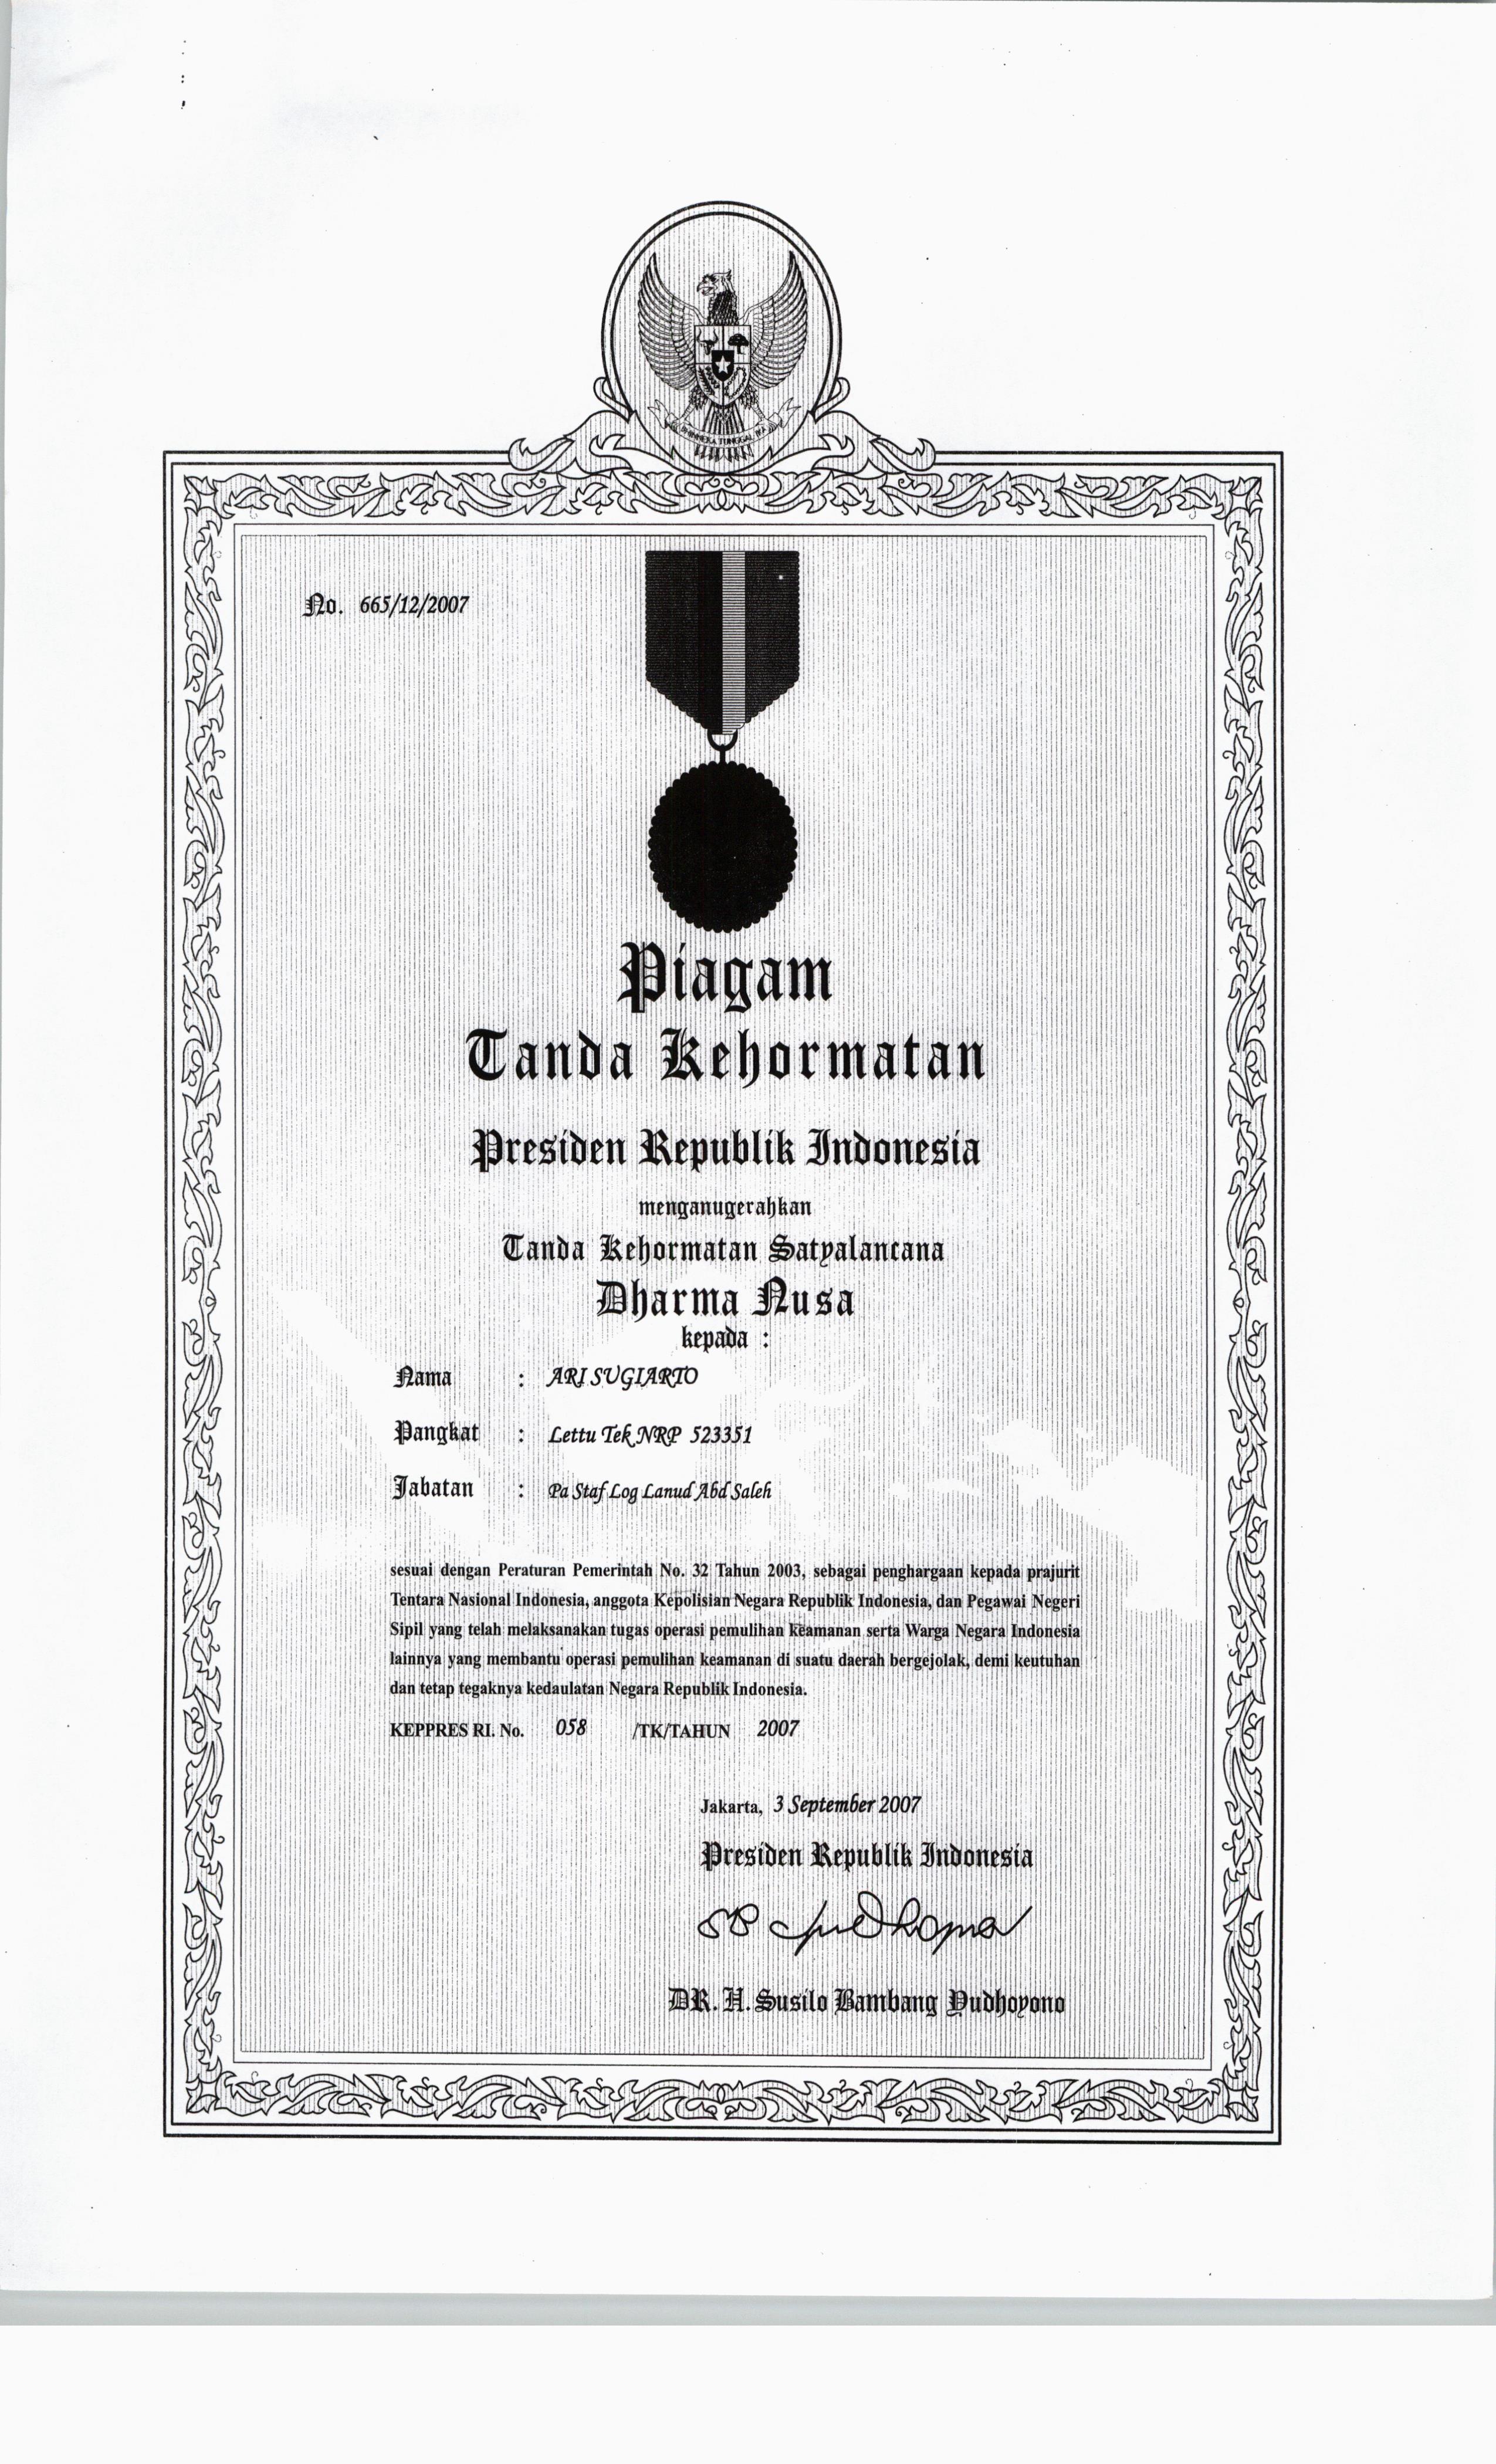 BHINNEKA TUNGGAL IKA
No. 665/12/2007
Piagam
Tanda Kehormatan
Presiden Republik Indonesia
menganugerahkan
Tanda Kehormatan Satyalancana
Dharma Nusa
kepada :
Nama : ARI SUGIARTO
Pangkat : Lettu Tek NRP 523351
Jabatan : Pa Staf Log Lanud Abd Saleh
sesuai dengan Peraturan Pemerintah No. 32 Tahun 2003, sebagai penghargaan kepada prajurit
Tentara Nasional Indonesia, anggota Kepolisian Negara Republik Indonesia, dan Pegawai Negeri
Sipil yang telah melaksanakan tugas operasi pemulihan keamanan serta Warga Negara Indonesia
lainnya yang membantu operasi pemulihan keamanan di suatu daerah bergejolak, demi keutuhan
dan tetap tegaknya kedaulatan Negara Republik Indonesia.
KEPPRES RI. No. 058 /TK/TAHUN 2007
Jakarta, 3 September 2007
Presiden Republik Indonesia
DR. H. Susilo Bambang Yudhoyono